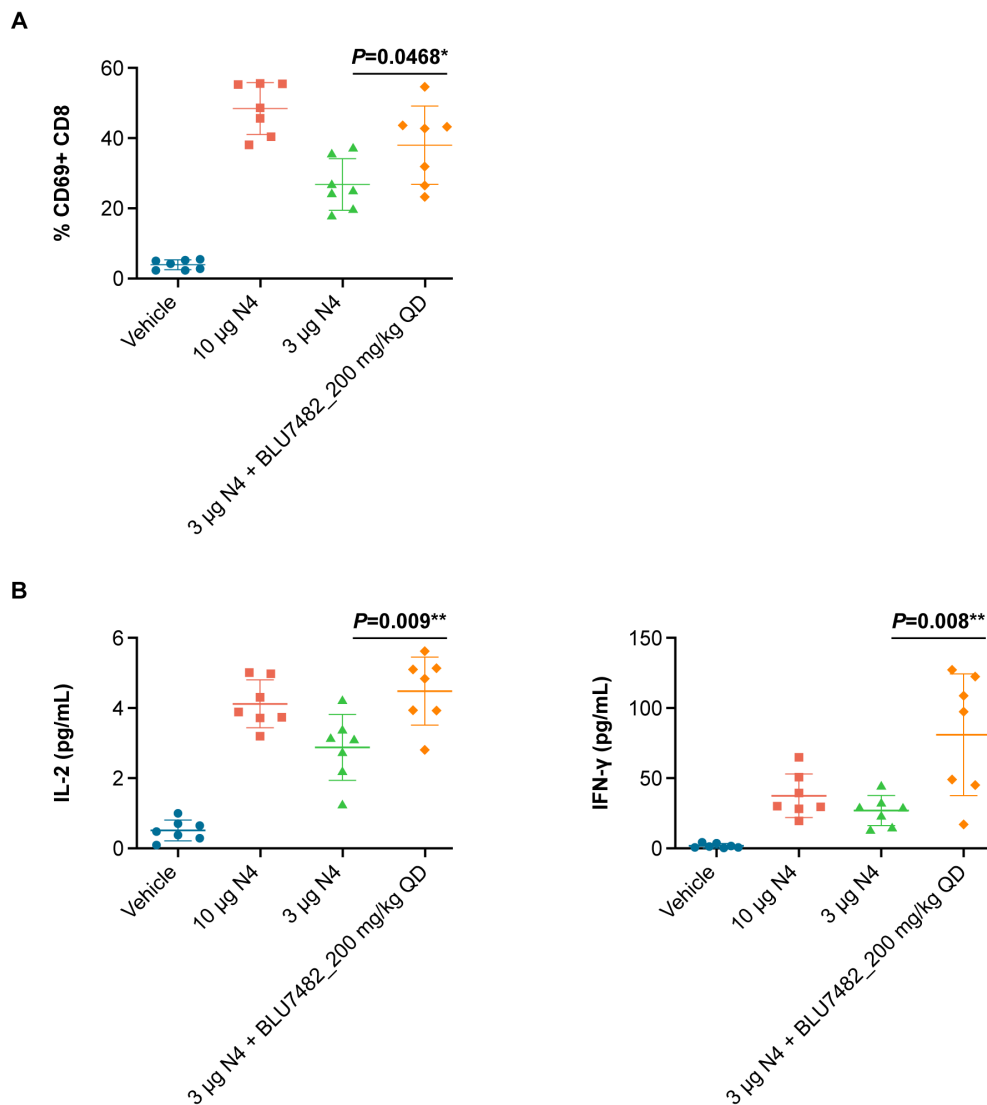 A
P=0.0468*
60
40
20
0
% CD69+ CD8
Vehicle
10 µg N4
3 µg N4
3 µg N4 + BLU7482_200 mg/kg QD
B
P=0.009**
6
4
2
0
IL-2 (pg/mL)
Vehicle
10 µg N4
3 µg N4
3 µg N4 + BLU7482_200 mg/kg QD
P=0.008**
150
100
50
0
IFN-γ (pg/mL)
Vehicle
10 µg N4
3 µg N4
3 µg N4 + BLU7482_200 mg/kg QD